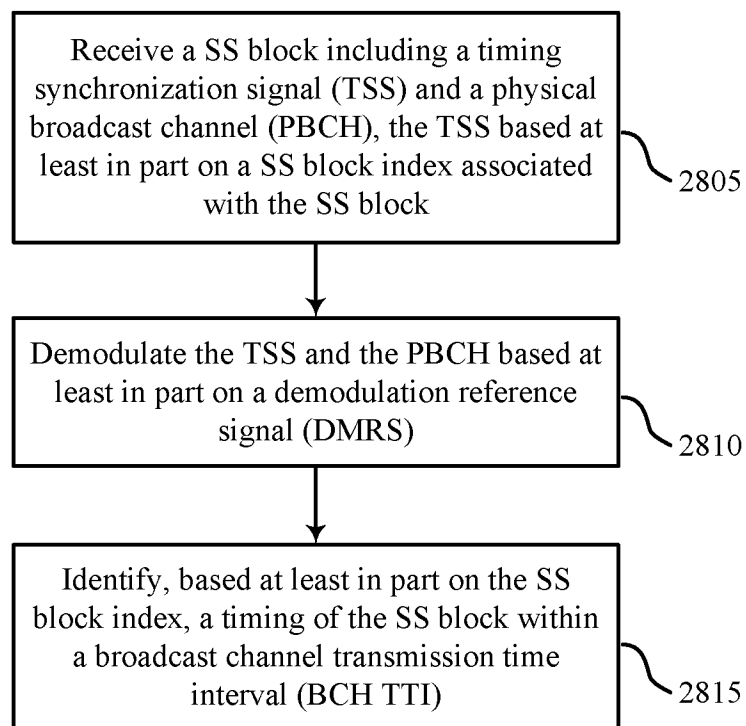 Receive a SS block including a timing
synchronization signal (TSS) and a physical
broadcast channel (PBCH), the TSS based at
least in part on a SS block index associated
with the SS block
2805
Demodulate the TSS and the PBCH based at
least in part on a demodulation reference
signal (DMRS)
2810
Identify, based at least in part on the SS
block index, a timing of the SS block within
a broadcast channel transmission time
interval (BCH TTI)
2815